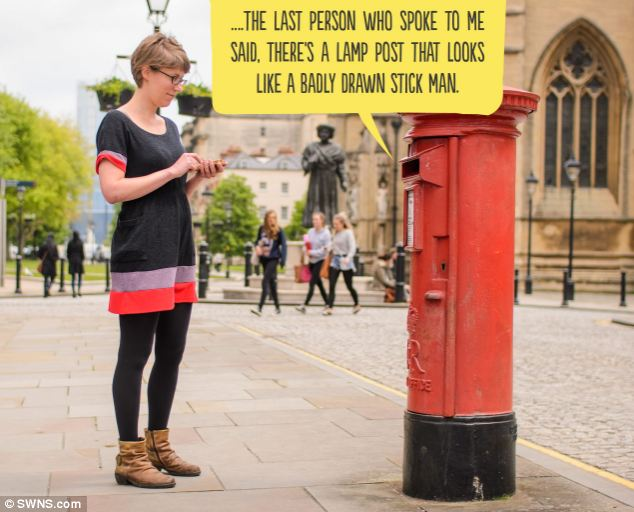 ....THE LAST PERSON WHO SPOKE TO ME
SAID, THERE'S A LAMP POST THAT LOOKS
LIKE A BADLY DRAWN STICK MAN.
E R
© SWNS.com